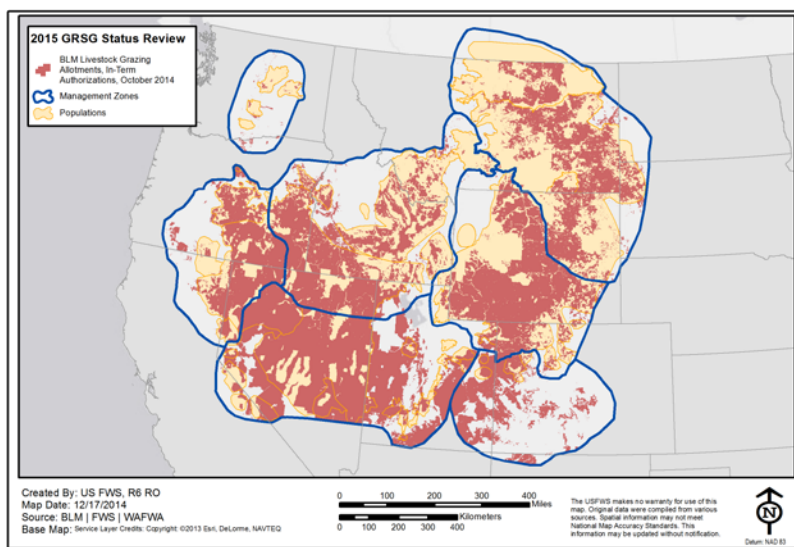 2015 GRSG Status Review
BLM Livestock Grazing
Allotments, In-Term
Authorizations, October 2014
Management Zones
Populations
Created By: US FWS, R6 RO
Map Date: 12/17/2014
Source: BLM | FWS | WAFWA
Base Map: Service Layer Credits: Copyright:©2013 Esri, DeLorme, NAVTEQ
0 100 200 300 400
Miles
Kilometers
0 100 200 300 400
The USFWS makes no warranty for use of this
map. Original data were compiled from various
sources. Spatial information may not meet
National Map Accuracy Standards. This
information may be updated without notification.
N
Datum: NAD 83